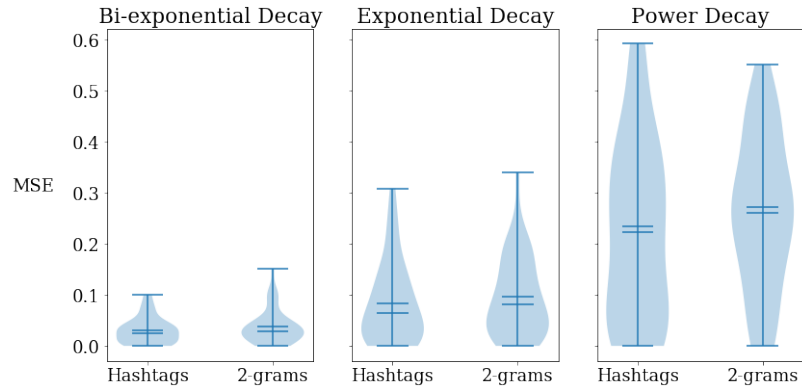 Bi-exponential Decay
Exponential Decay
Power Decay
0.6
0.5
0.4
0.3
0.2
0.1
0.0
MSE
Hashtags
2-grams
Hashtags
2-grams
Hashtags
2-grams